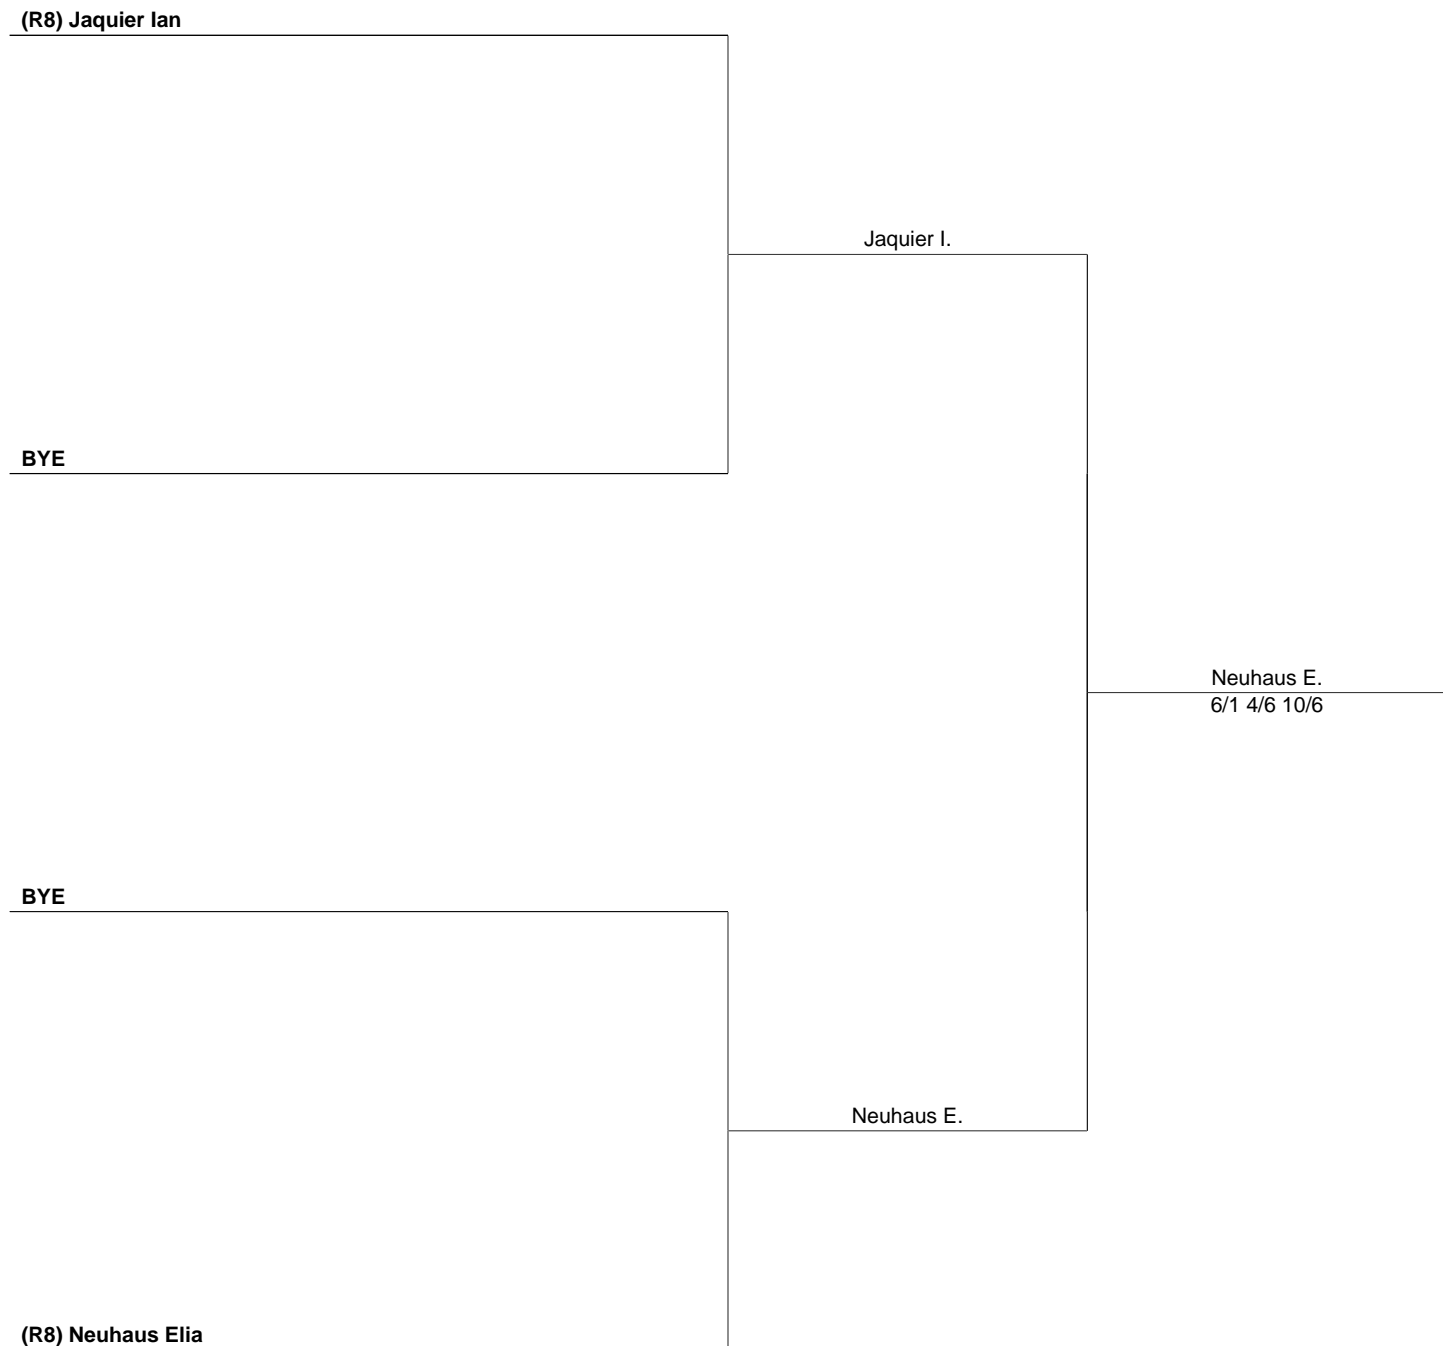 (R8) Jaquier Ian
Jaquier I.
BYE
Neuhaus E.
6/1 4/6 10/6
BYE
Neuhaus E.
(R8) Neuhaus Elia